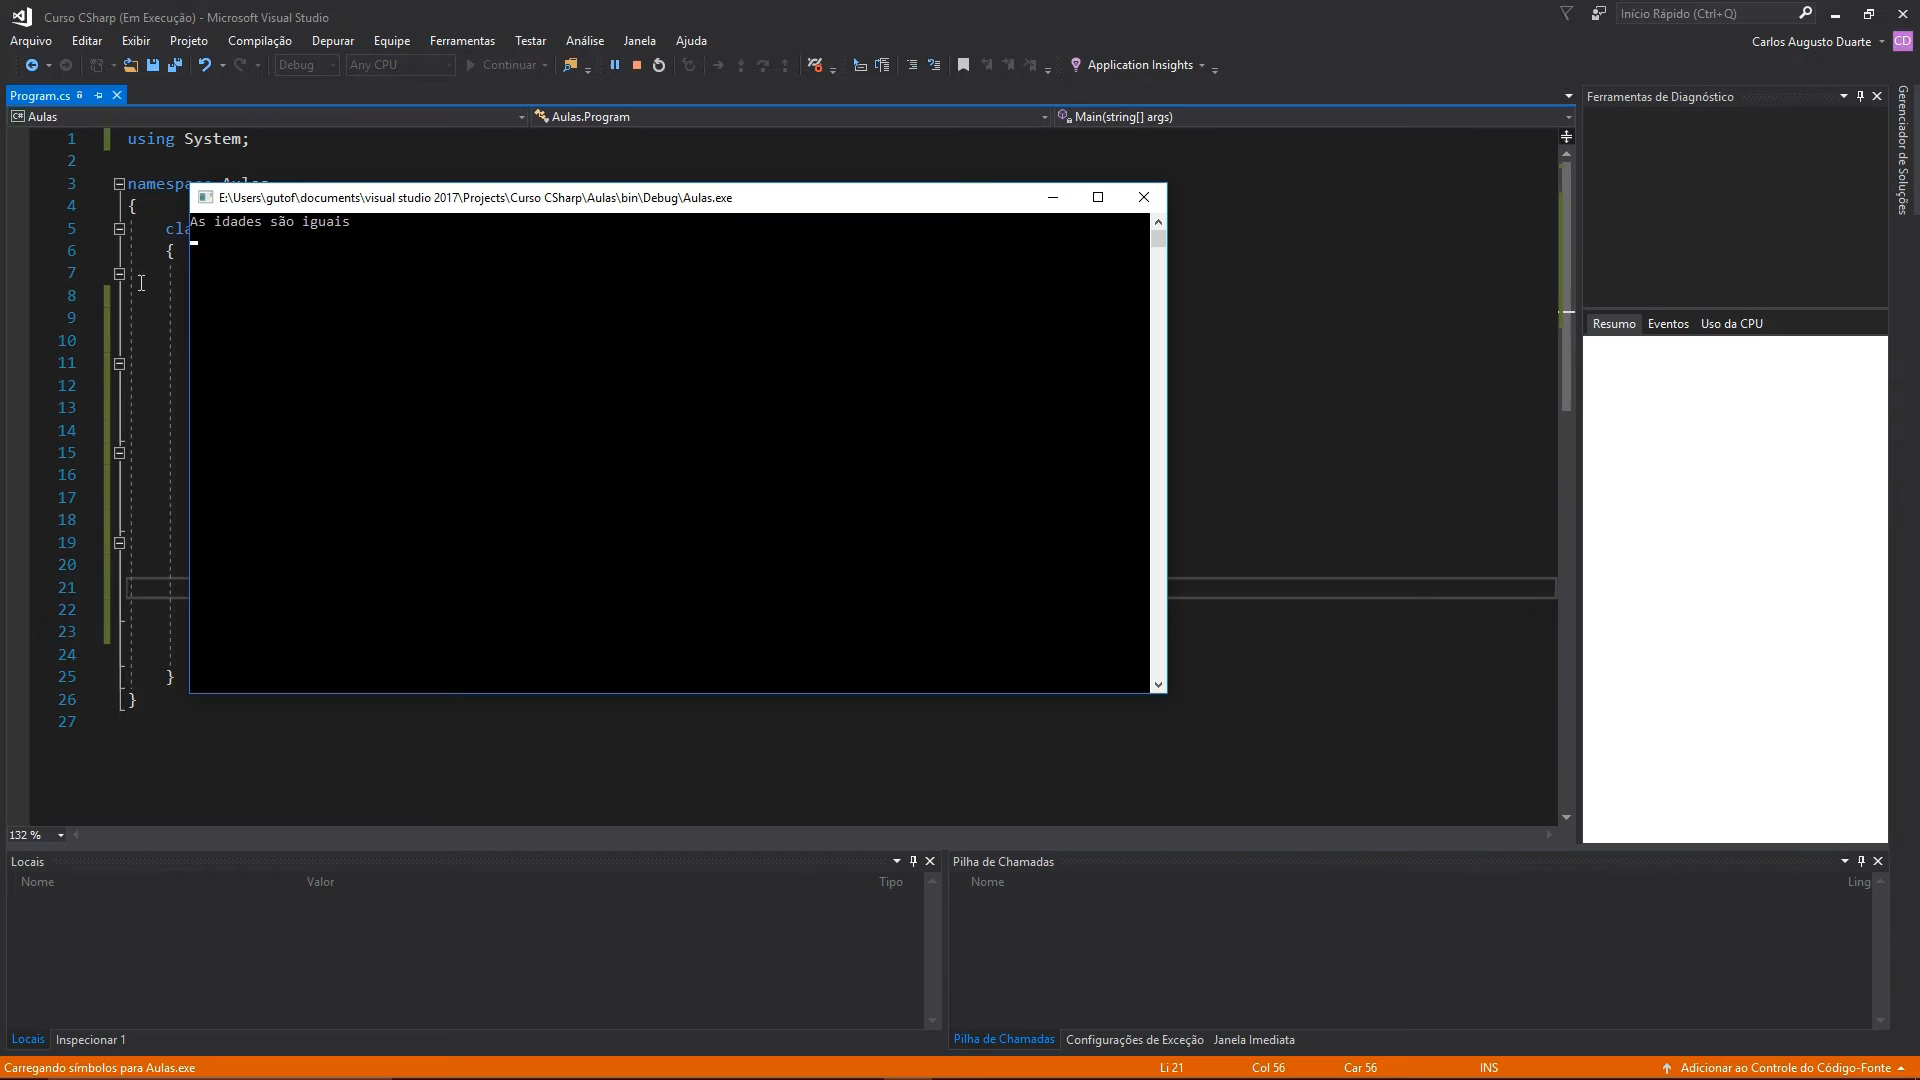 Curso CSharp (Em Execução) - Microsoft Visual Studio
Início Rápido (Ctrl+Q)
Arquivo Editar Exibir Projeto Compilação Depurar Equipe Ferramentas Testar Análise Janela Ajuda
Carlos Augusto Duarte CD
Debug Any CPU Continuar Application Insights
Program.cs
Ferramentas de Diagnóstico
Gerenciador de Soluções
C# Aulas Aulas.Program Main(string[] args)
1 using System;
2
3 namespace Aulas
4 {
5 cla
6 {
7
8
9
10
11
12
13
14
15
16
17
18
19
20
21
22
23
24
25 }
26 }
27
E:\Users\gutof\documents\visual studio 2017\Projects\Curso CSharp\Aulas\bin\Debug\Aulas.exe
As idades são iguais
Resumo Eventos Uso da CPU
132 %
Locais
Nome Valor Tipo
Pilha de Chamadas
Nome Ling
Locais Inspecionar 1
Pilha de Chamadas Configurações de Exceção Janela Imediata
Carregando símbolos para Aulas.exe Li 21 Col 56 Car 56 INS Adicionar ao Controle do Código-Fonte